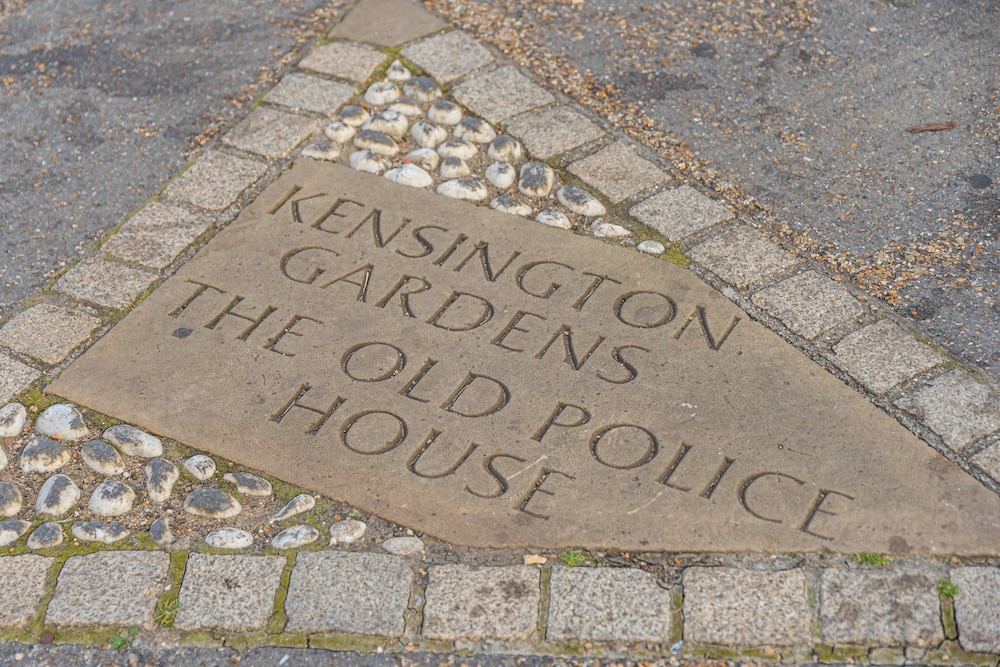 KENSINGTON
GARDENS
THE OLD POLICE
HOUSE